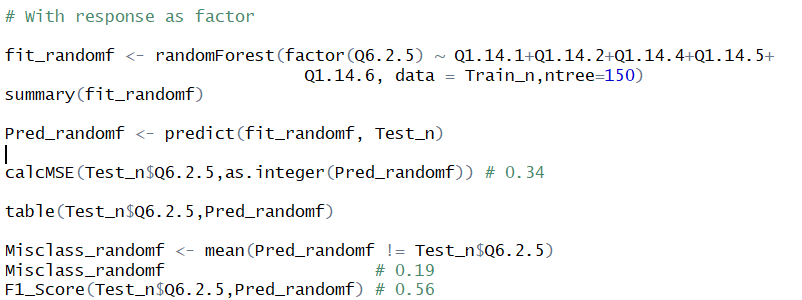 # With response as factor
fit_randomf <- randomForest(factor(Q6.2.5) ~ Q1.14.1+Q1.14.2+Q1.14.4+Q1.14.5+
Q1.14.6, data = Train_n,ntree=150)
summary(fit_randomf)
Pred_randomf <- predict(fit_randomf, Test_n)
calcMSE(Test_n$Q6.2.5,as.integer(Pred_randomf)) # 0.34
table(Test_n$Q6.2.5,Pred_randomf)
Misclass_randomf <- mean(Pred_randomf != Test_n$Q6.2.5)
Misclass_randomf # 0.19
F1_Score(Test_n$Q6.2.5,Pred_randomf) # 0.56